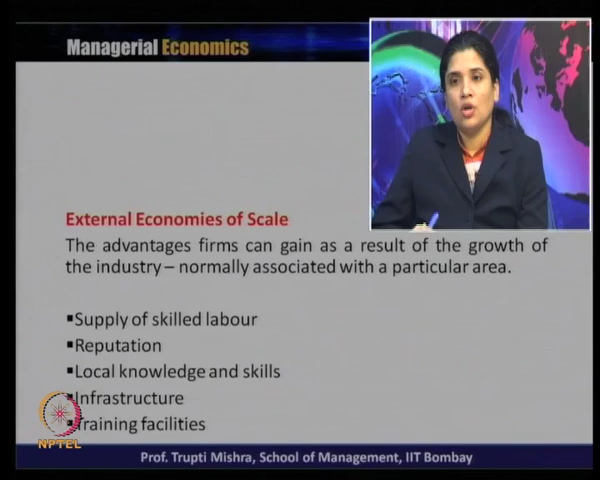 Managerial Economics
External Economies of Scale
The advantages firms can gain as a result of the growth of
the industry – normally associated with a particular area.
▪Supply of skilled labour
▪Reputation
▪Local knowledge and skills
▪Infrastructure
▪Training facilities
NPTEL
Prof. Trupti Mishra, School of Management, IIT Bombay